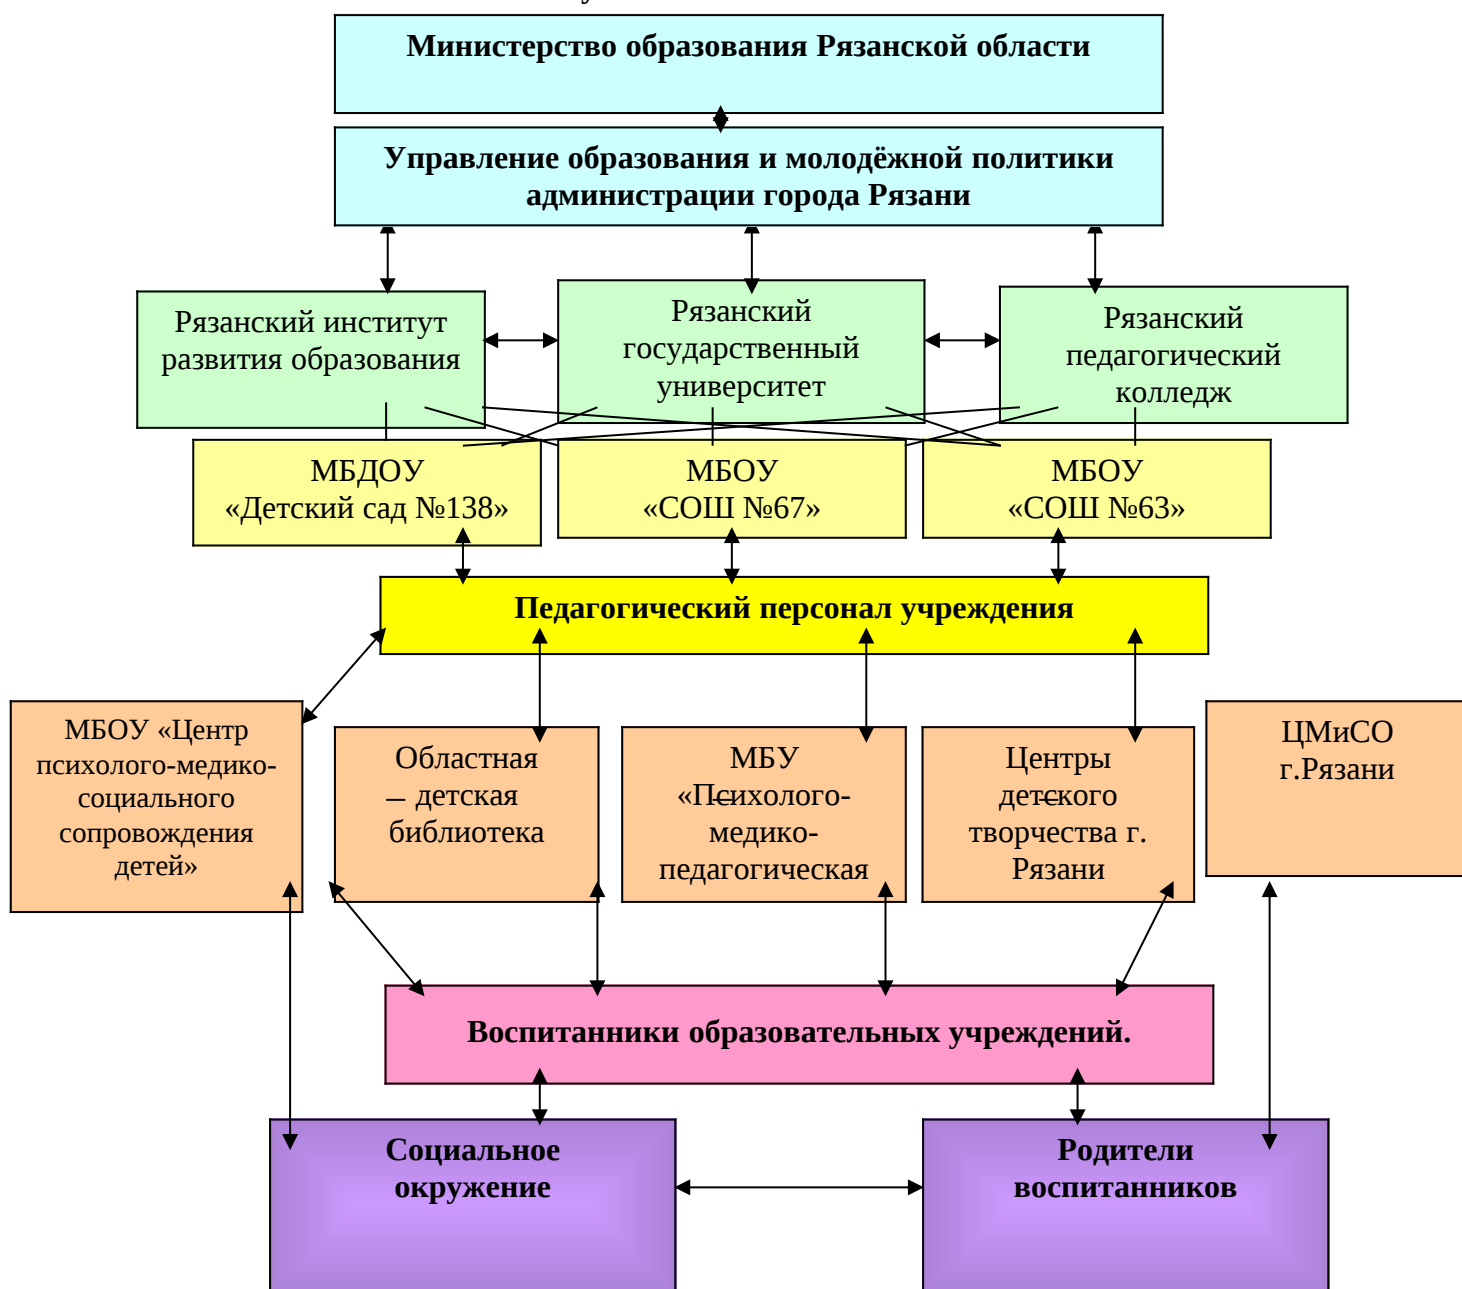 Министерство образования Рязанской области
Управление образования и молодёжной политики
администрации города Рязани
Рязанский институт
развития образования
Рязанский
государственный
университет
Рязанский
педагогический
колледж
МБДОУ
«Детский сад №138»
МБОУ
«СОШ №67»
МБОУ
«СОШ №63»
Педагогический персонал учреждения
МБОУ «Центр
психолого-медико-
социального
сопровождения
детей»
Областная
– детская
библиотека
МБУ
«Психолого-
медико-
педагогическая
Центры
детского
творчества г.
Рязани
ЦМиСО
г.Рязани
Воспитанники образовательных учреждений.
Социальное
окружение
Родители
воспитанников